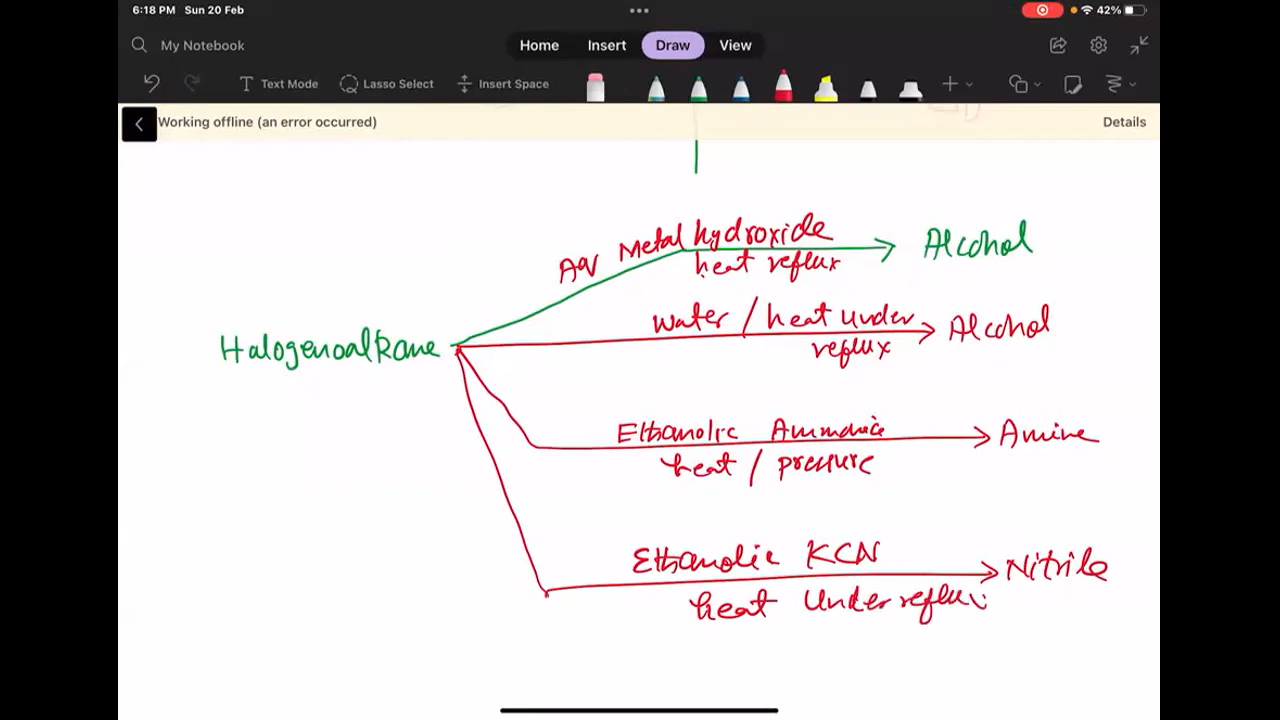 6:18 PM Sun 20 Feb
42%
My Notebook
Home Insert Draw View
Text Mode Lasso Select Insert Space
Working offline (an error occurred) Details
Aq Metal hydroxide
heat reflux
Alcohol
Water / heat under
reflux
Alcohol
Halogenoalkane
Ethanolic Ammonia
heat / pressure
Amine
Ethanolic KCN
heat Under reflux
Nitrile